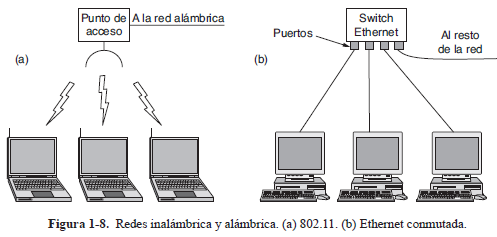 Punto de
acceso
A la red alámbrica
(a)
Switch
Ethernet
Puertos
Al resto
de la red
(b)
Figura 1-8. Redes inalámbrica y alámbrica. (a) 802.11. (b) Ethernet conmutada.